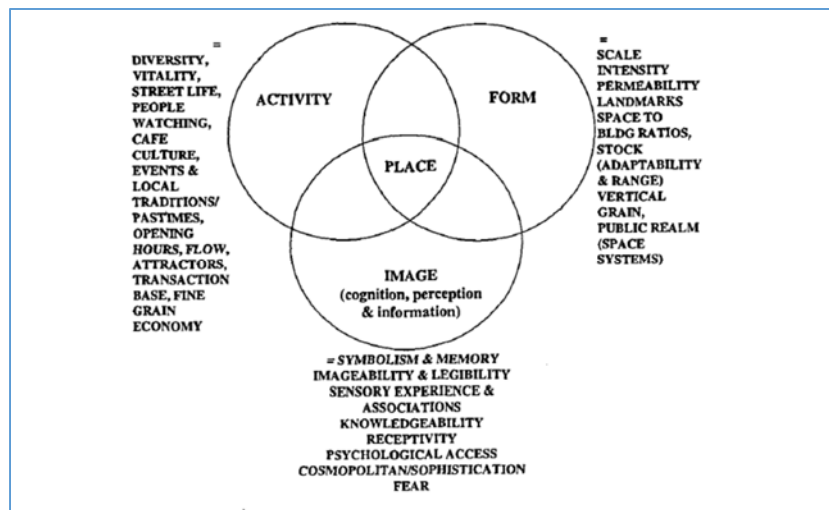 =
DIVERSITY,
VITALITY,
STREET LIFE,
PEOPLE
WATCHING,
CAFE
CULTURE,
EVENTS &
LOCAL
TRADITIONS/
PASTIMES,
OPENING
HOURS, FLOW,
ATTRACTORS,
TRANSACTION
BASE, FINE
GRAIN
ECONOMY
ACTIVITY
FORM
PLACE
IMAGE
(cognition, perception
& information)
=
SCALE
INTENSITY
PERMEABILITY
LANDMARKS
SPACE TO
BLDG RATIOS,
STOCK
(ADAPTABILITY
& RANGE)
VERTICAL
GRAIN,
PUBLIC REALM
(SPACE
SYSTEMS)
= SYMBOLISM & MEMORY
IMAGEABILITY & LEGIBILITY
SENSORY EXPERIENCE &
ASSOCIATIONS
KNOWLEDGEABILITY
RECEPTIVITY
PSYCHOLOGICAL ACCESS
COSMOPOLITAN/SOPHISTICATION
FEAR